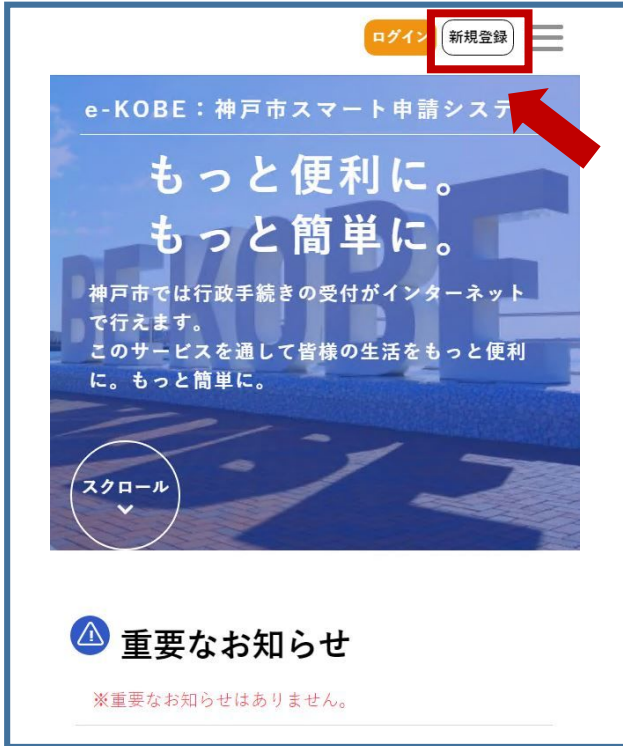 ログイン 新規登録
e-KOBE：神戸市スマート申請システ
もっと便利に。
もっと簡単に。
神戸市では行政手続きの受付がインターネット
で行えます。
このサービスを通して皆様の生活をもっと便利
に。もっと簡単に。
BE KOBE
スクロール
重要なお知らせ
※重要なお知らせはありません。